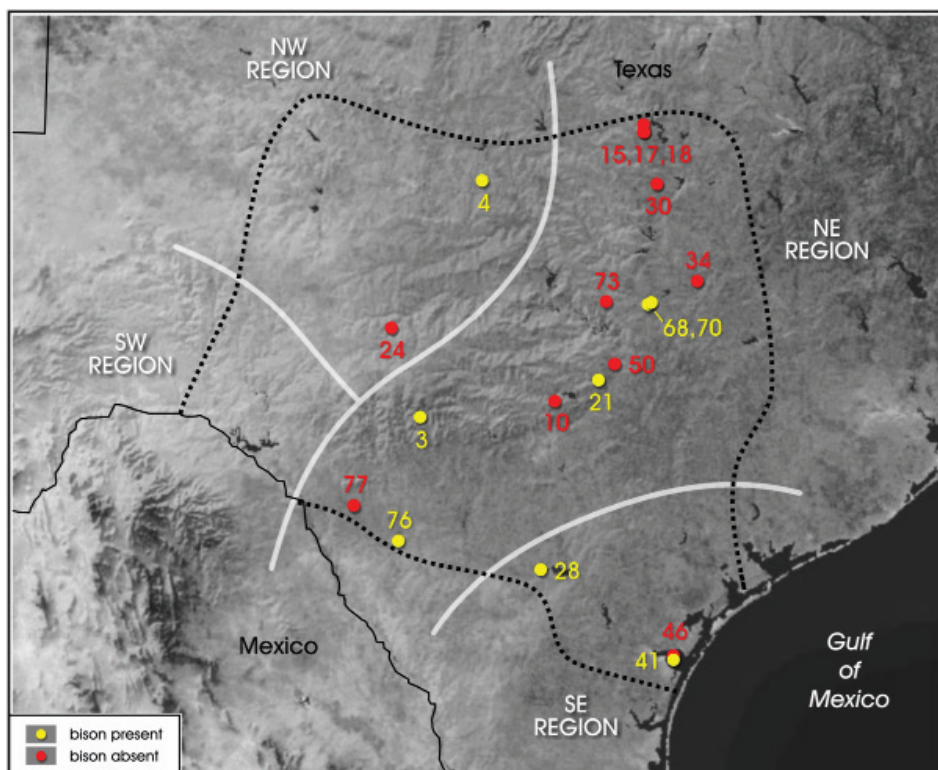 NW
REGION
Texas
15,17,18
4
30
NE
REGION
34
73
68,70
24
SW
REGION
50
21
10
3
77
76
28
46
41
Mexico
Gulf
of
Mexico
SE
REGION
bison present
bison absent